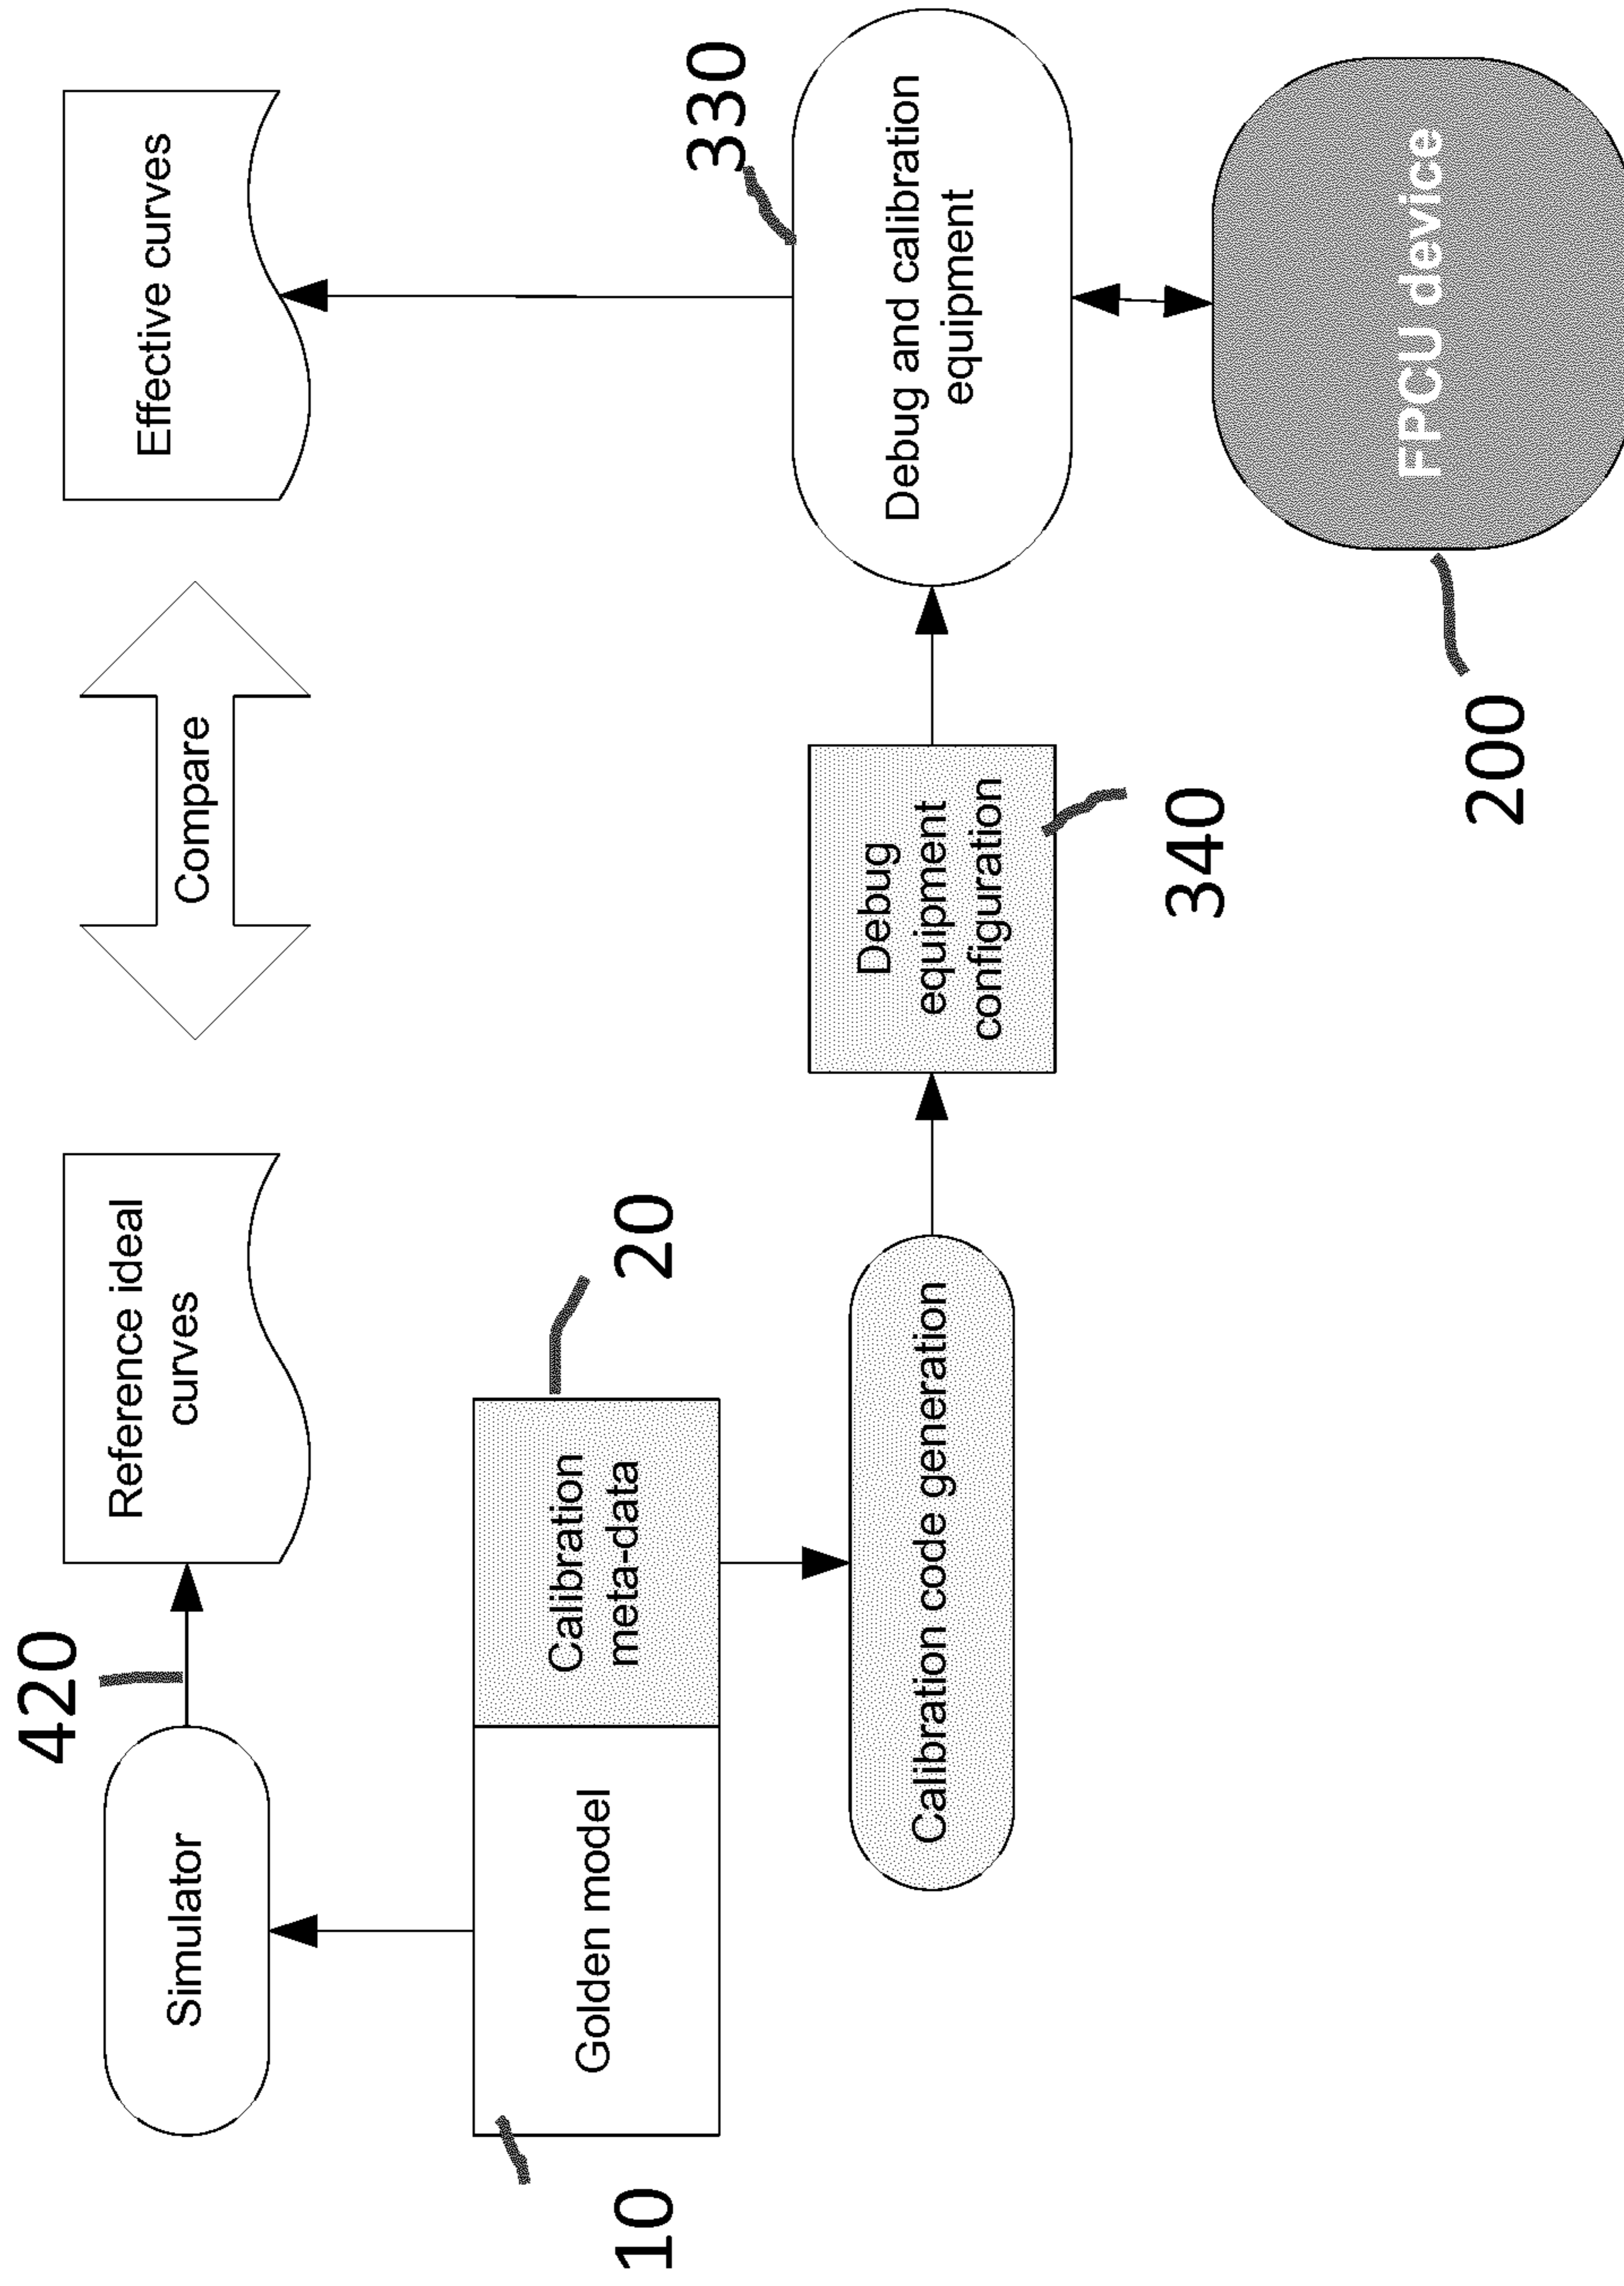 420
Simulator
Reference ideal
curves
Compare
Effective curves
10
Golden model
Calibration
meta-data
20
330
Debug and calibration
equipment
Calibration code generation
Debug
equipment
configuration
340
FPCU device
200